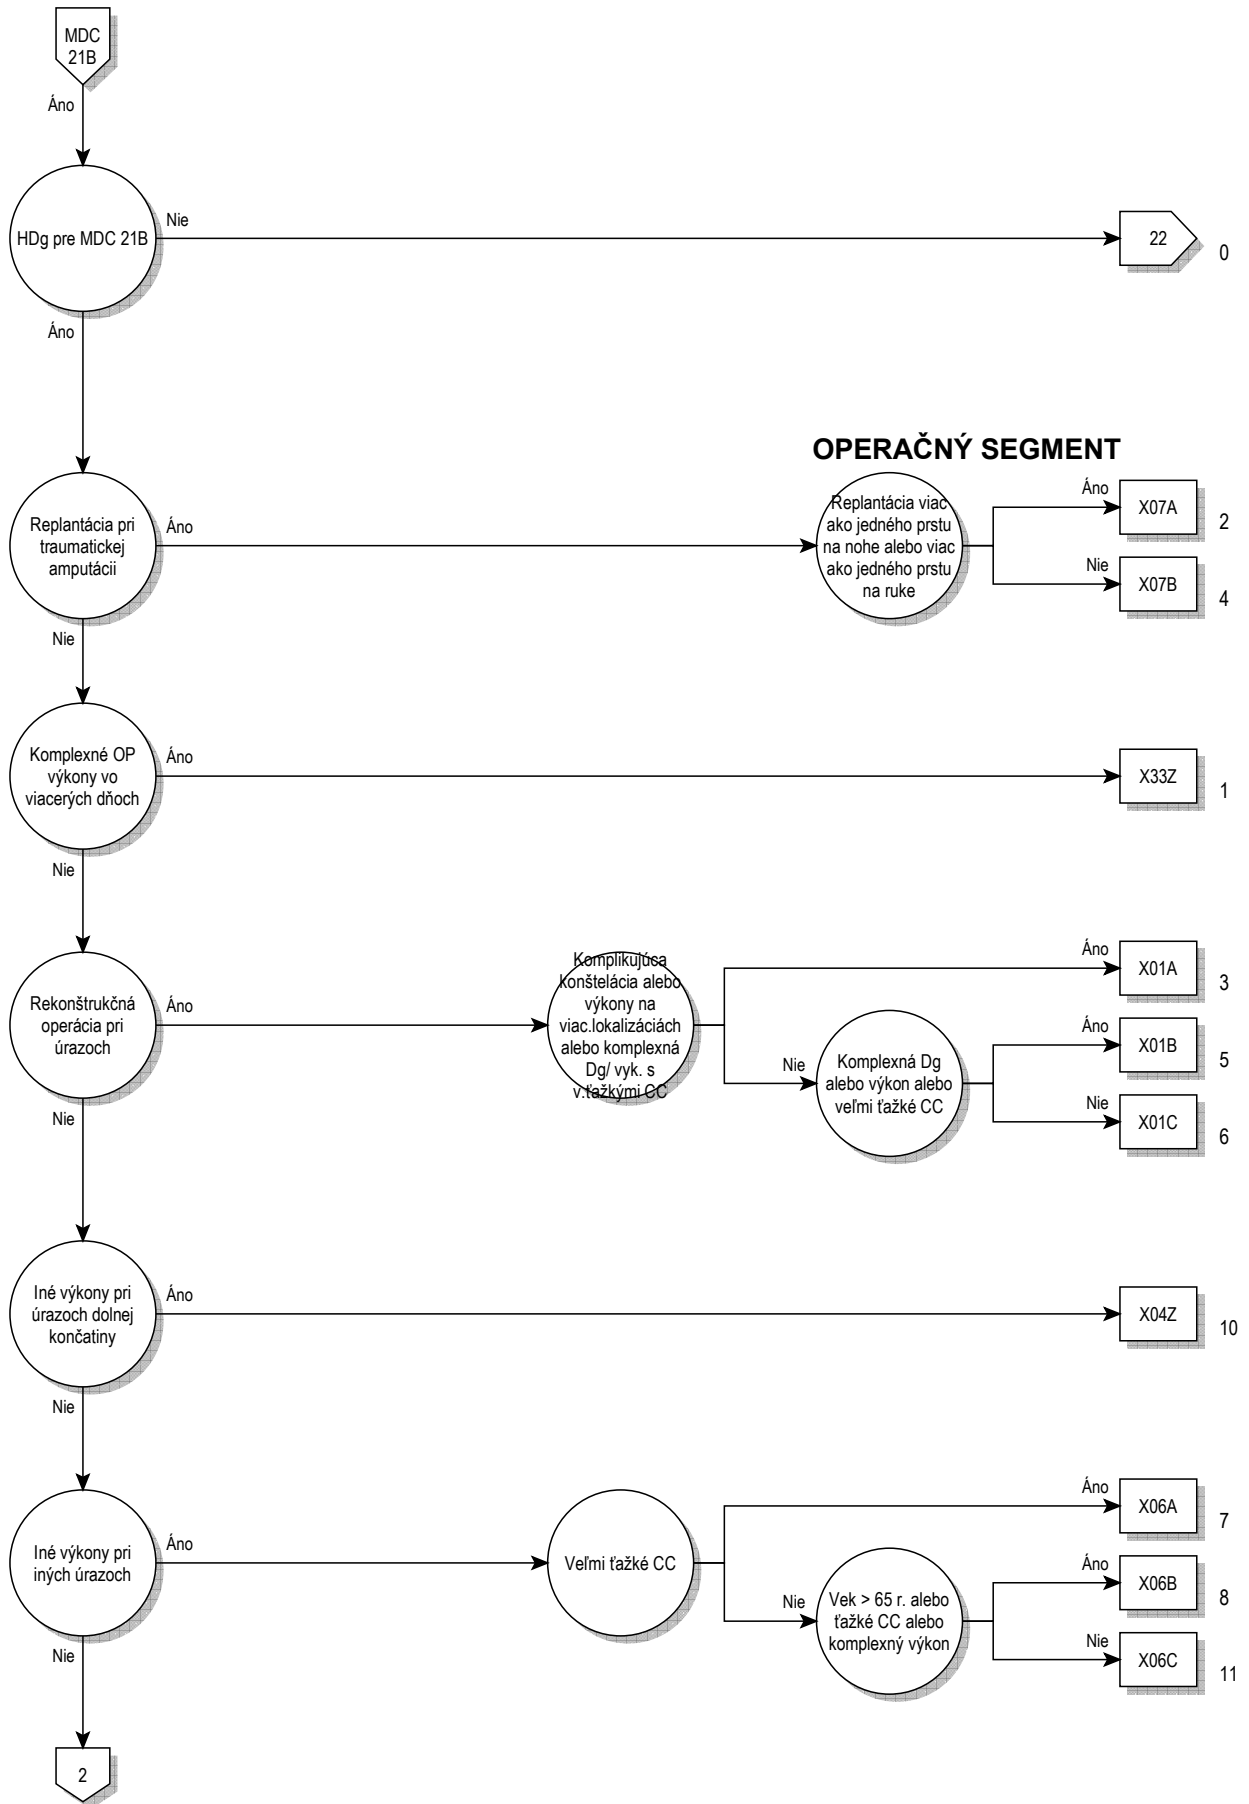 MDC
21B
Áno
HDg pre MDC 21B
Nie
22
0
Áno
OPERAČNÝ SEGMENT
Replantácia pri
traumatickej
amputácii
Áno
Replantácia viac
ako jedného prstu
na nohe alebo viac
ako jedného prstu
na ruke
Áno
X07A
2
Nie
X07B
4
Nie
Komplexné OP
výkony vo
viacerých dňoch
Áno
X33Z
1
Nie
Rekonštrukčná
operácia pri
úrazoch
Áno
Komplikujúca
konštelácia alebo
výkony na
viac.lokalizáciách
alebo komplexná
Dg/ vyk. s
v.ťažkými CC
Áno
X01A
3
Nie
Komplexná Dg
alebo výkon alebo
veľmi ťažké CC
Áno
X01B
5
Nie
X01C
6
Nie
Iné výkony pri
úrazoch dolnej
končatiny
Áno
X04Z
10
Nie
Iné výkony pri
iných úrazoch
Áno
Veľmi ťažké CC
Áno
X06A
7
Nie
Vek > 65 r. alebo
ťažké CC alebo
komplexný výkon
Áno
X06B
8
Nie
X06C
11
Nie
2